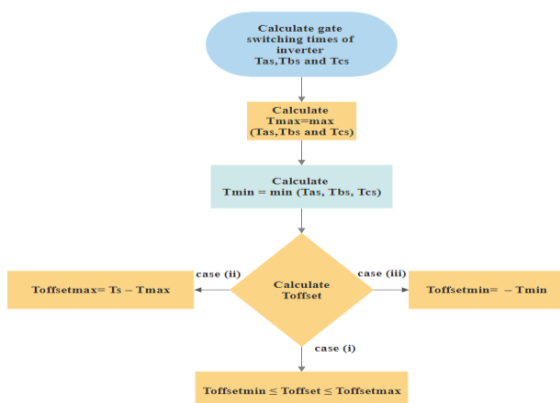 Calculate gate
switching times of
inverter
Tas,Tbs and Tcs
Calculate
Tmax=max
(Tas,Tbs and Tcs)
Calculate
Tmin = min (Tas, Tbs, Tcs)
case (ii)
case (iii)
Toffsetmax= Ts – Tmax
Calculate
Toffset
Toffsetmin= – Tmin
case (i)
Toffsetmin ≤ Toffset ≤ Toffsetmax